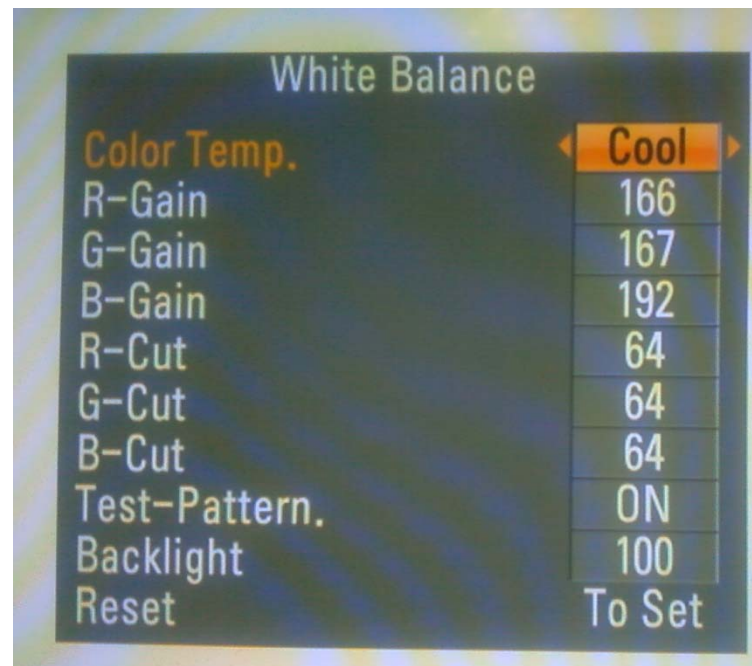 White Balance
Color Temp. Cool
R-Gain 166
G-Gain 167
B-Gain 192
R-Cut 64
G-Cut 64
B-Cut 64
Test-Pattern. ON
Backlight 100
Reset To Set